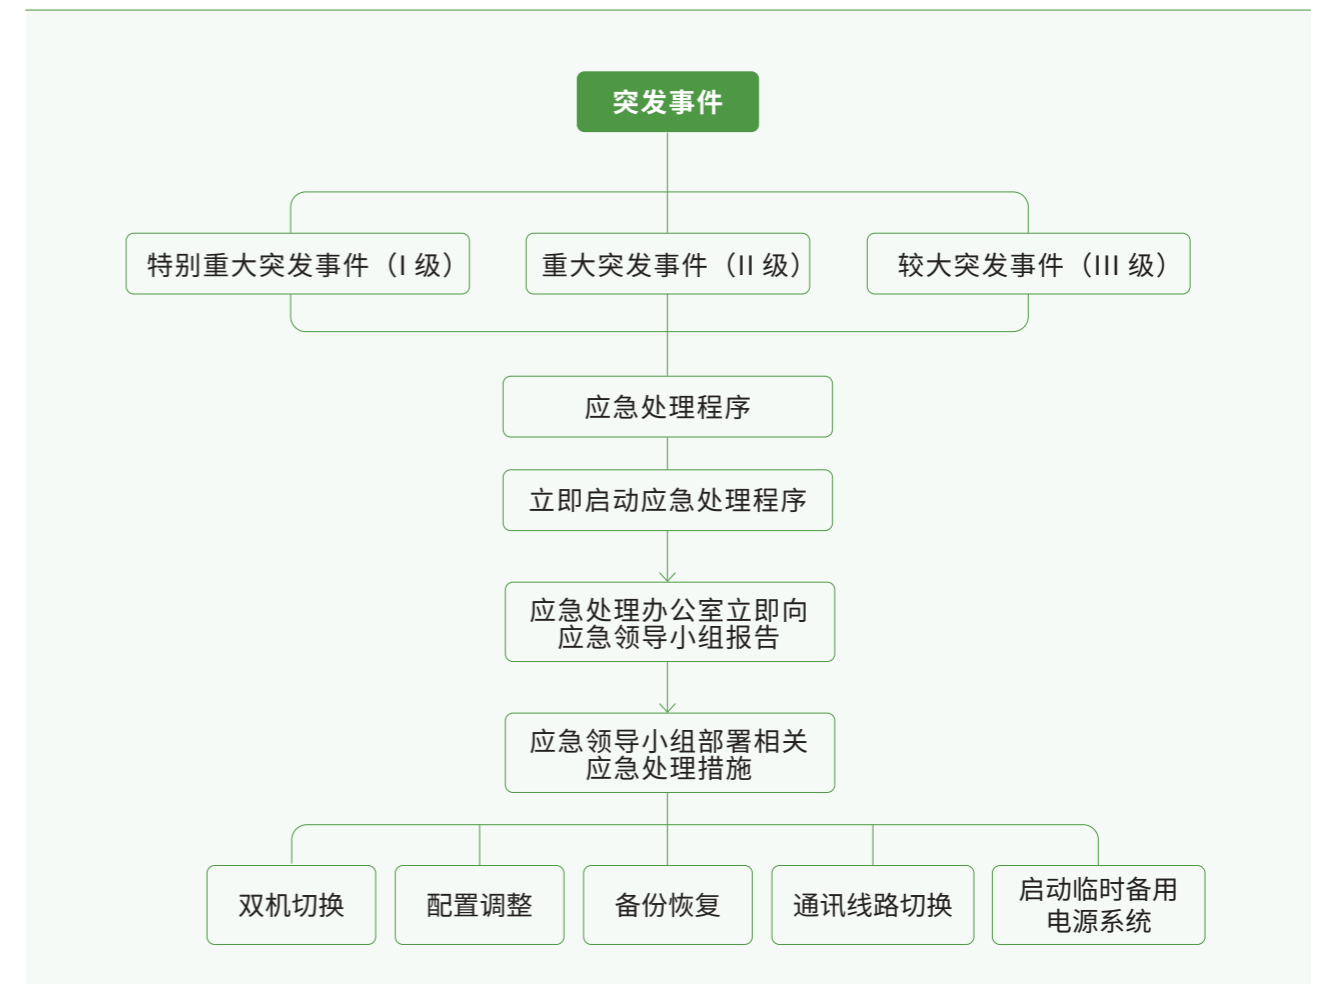 突发事件
特别重大突发事件（I 级）
重大突发事件（II 级）
较大突发事件（III 级）
应急处理程序
立即启动应急处理程序
应急处理办公室立即向
应急领导小组报告
应急领导小组部署相关
应急处理措施
双机切换
配置调整
备份恢复
通讯线路切换
启动临时备用
电源系统